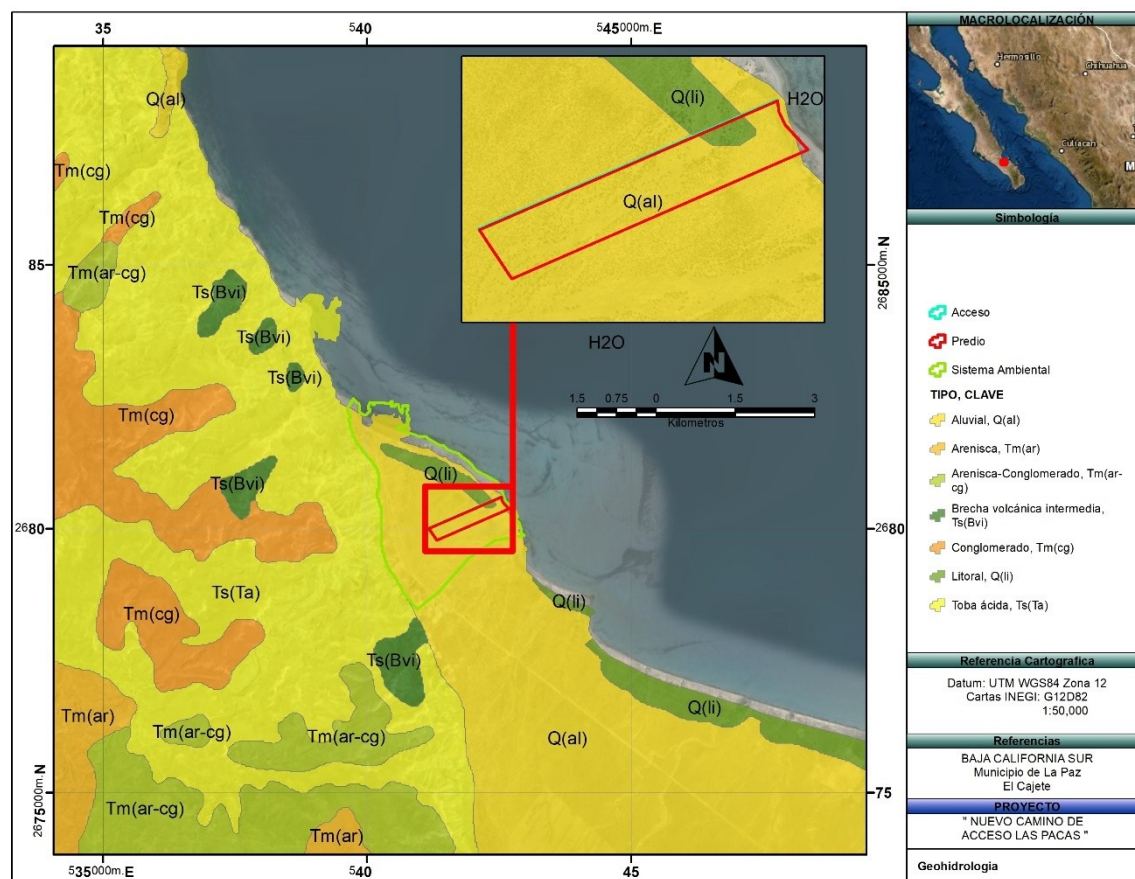 35
540 000m.
545 000m.
Q(al)
Tm(cg)
Tm(cg)
Tm(ar-cg)
Ts(Bvi)
Ts(Bvi)
Ts(Bvi)
Tm(cg)
Ts(Bvi)
Ts(Ta)
Tm(cg)
Ts(Bvi)
Tm(ar)
Tm(ar-cg)
Tm(ar-cg)
Tm(ar-cg)
Tm(ar)
Q(al)
Q(li)
Q(li)
Q(li)
Q(li)
H2O
Q(al)
H2O
N
1.5 0.75 0 1.5 3
Kilometros
85
2680
2675000m. N
2685000m. N
2680
75
535000m. E
540
45
MACROLOCALIZACIÓN
Hermosillo
Chihuahua
Culiacán
M
Simbología
Acceso
Predio
Sistema Ambiental
TIPO, CLAVE
Aluvial, Q(al)
Arenisca, Tm(ar)
Arenisca-Conglomerado, Tm(ar-
cg)
Brecha volcánica intermedia,
Ts(Bvi)
Conglomerado, Tm(cg)
Litoral, Q(li)
Toba ácida, Ts(Ta)
Referencia Cartografica
Datum: UTM WGS84 Zona 12
Cartas INEGI: G12D82
1:50,000
Referencias
BAJA CALIFORNIA SUR
Municipio de La Paz
El Cajete
PROYECTO
" NUEVO CAMINO DE
ACCESO LAS PACAS "
Geohidrologia